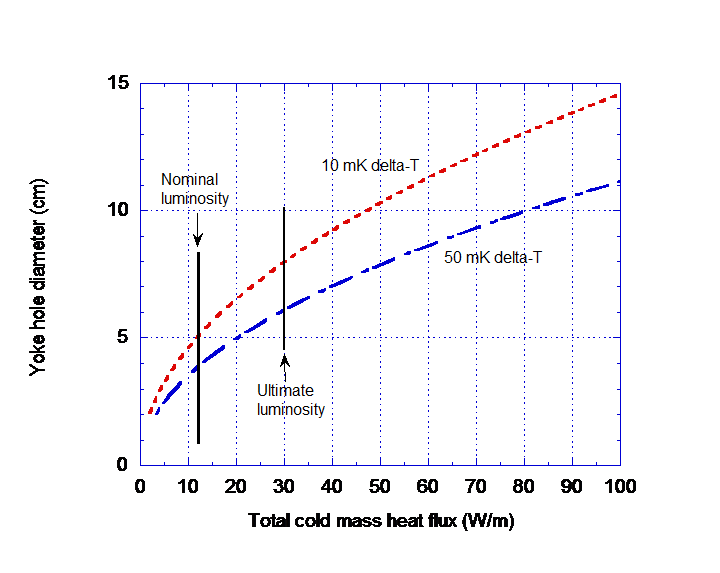 15
10 mK delta-T
Nominal
luminosity
10
50 mK delta-T
Yoke hole diameter (cm)
5
Ultimate
luminosity
0
0 10 20 30 40 50 60 70 80 90 100
Total cold mass heat flux (W/m)